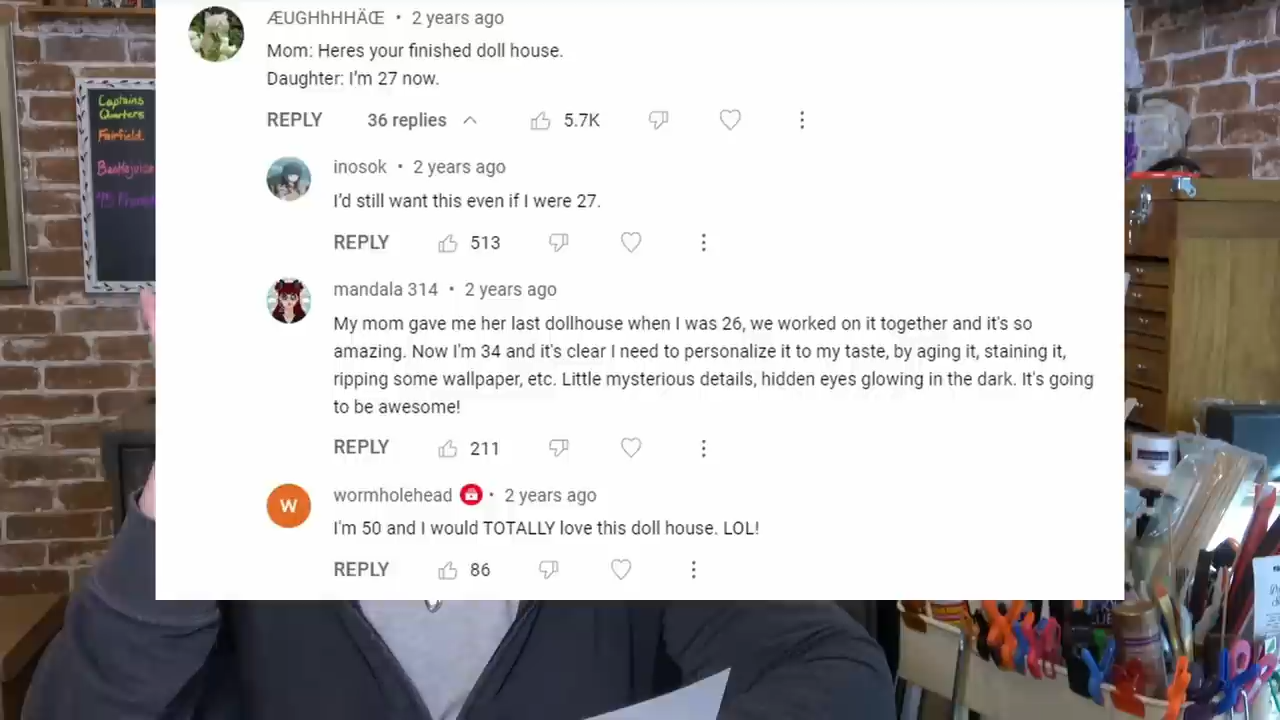 ÆUGHhHHÄŒ • 2 years ago
Mom: Heres your finished doll house.
Daughter: I'm 27 now.
REPLY 36 replies 5.7K
inosok • 2 years ago
I'd still want this even if I were 27.
REPLY 513
mandala 314 • 2 years ago
My mom gave me her last dollhouse when I was 26, we worked on it together and it's so
amazing. Now I'm 34 and it's clear I need to personalize it to my taste, by aging it, staining it,
ripping some wallpaper, etc. Little mysterious details, hidden eyes glowing in the dark. It's going
to be awesome!
REPLY 211
W
wormholehead • 2 years ago
I'm 50 and I would TOTALLY love this doll house. LOL!
REPLY 86
Captains
Quarters
Fairfield